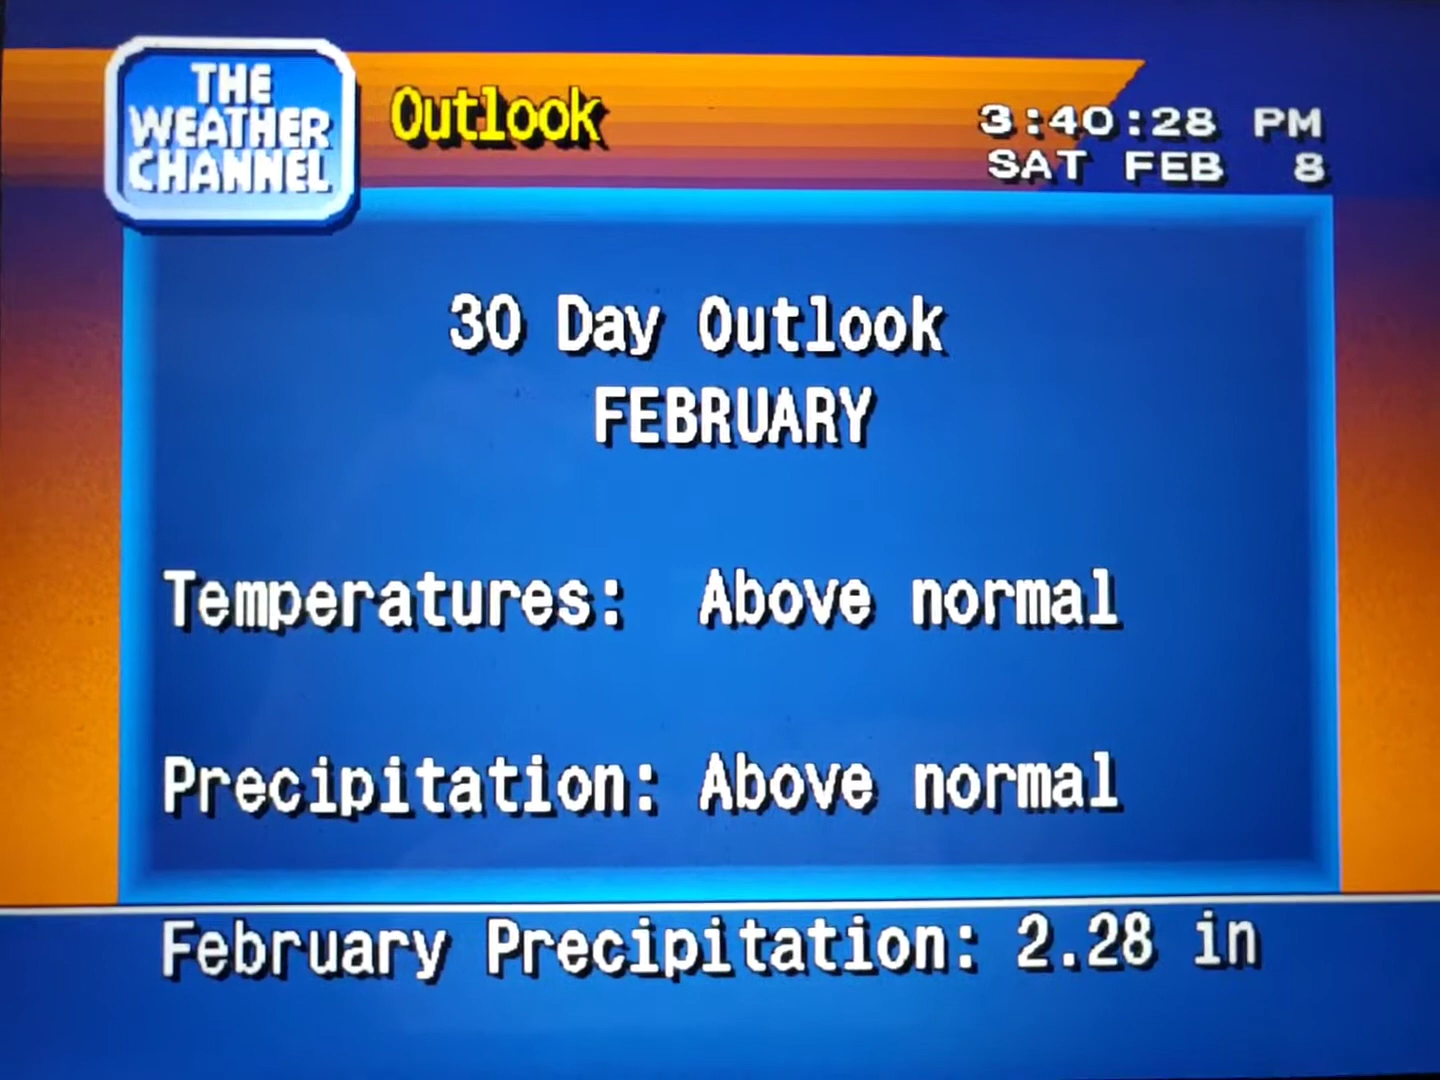 THE
WEATHER
CHANNEL
Outlook
3:40:28 PM
SAT FEB 8
30 Day Outlook
FEBRUARY
Temperatures: Above normal
Precipitation: Above normal
February Precipitation: 2.28 in